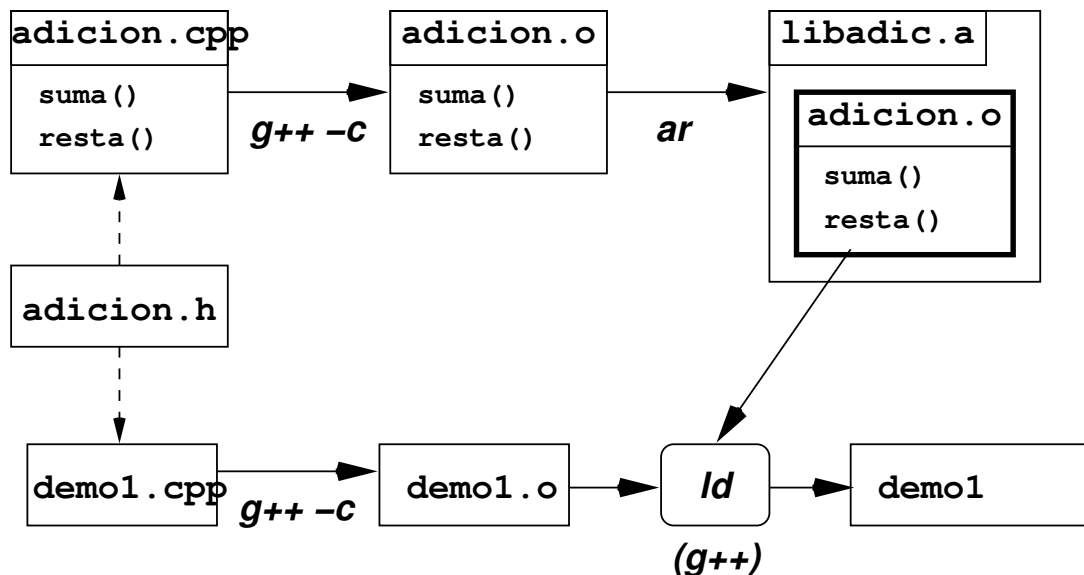 adicion.cpp
suma()
resta()
g++ –c
adicion.o
suma()
resta()
ar
libadic.a
adicion.o
suma()
resta()
adicion.h
demo1.cpp
g++ –c
demo1.o
ld
(g++)
demo1